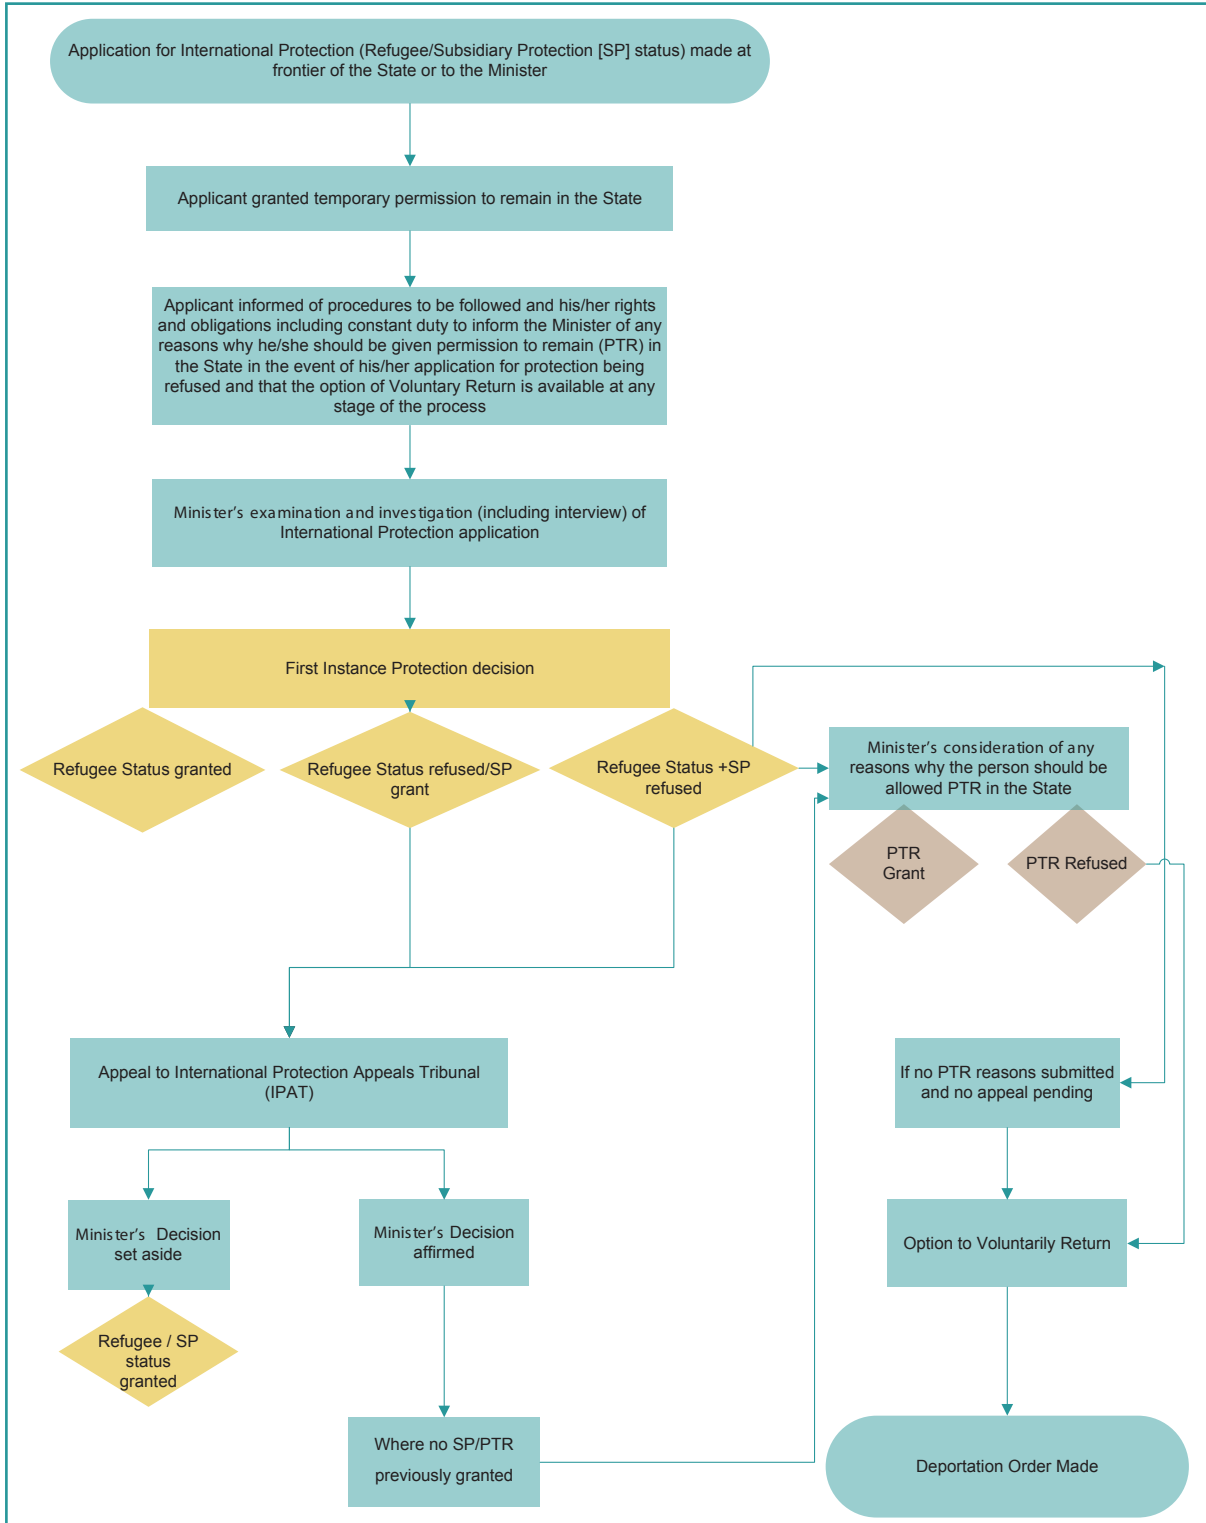 Application for International Protection (Refugee/Subsidiary Protection [SP] status) made at
frontier of the State or to the Minister
Applicant granted temporary permission to remain in the State
Applicant informed of procedures to be followed and his/her rights
and obligations including constant duty to inform the Minister of any
reasons why he/she should be given permission to remain (PTR) in
the State in the event of his/her application for protection being
refused and that the option of Voluntary Return is available at any
stage of the process
Minister's examination and investigation (including interview) of
International Protection application
First Instance Protection decision
Refugee Status granted
Refugee Status refused/SP
grant
Refugee Status +SP
refused
Minister's consideration of any
reasons why the person should be
allowed PTR in the State
PTR
Grant
PTR Refused
Appeal to International Protection Appeals Tribunal
(IPAT)
If no PTR reasons submitted
and no appeal pending
Minister's Decision
set aside
Minister's Decision
affirmed
Option to Voluntarily Return
Refugee / SP
status
granted
Where no SP/PTR
previously granted
Deportation Order Made